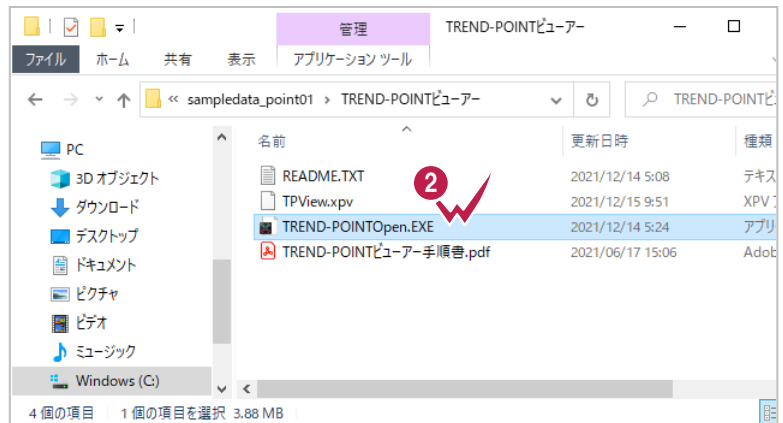 管理
TREND-POINTビューアー
ファイル ホーム 共有 表示 アプリケーション ツール
« sampledata_point01 › TREND-POINTビューアー
TREND-POINTビ
PC
3D オブジェクト
ダウンロード
デスクトップ
ドキュメント
ピクチャ
ビデオ
ミュージック
Windows (C:)
名前 更新日時 種類
README.TXT 2021/12/14 5:08 テキス
TPView.xpv 2021/12/15 9:51 XPV
2
TREND-POINTOpen.EXE 2021/12/14 5:24 アプリ
TREND-POINTビューアー手順書.pdf 2021/06/17 15:06 Adob
4 個の項目 1 個の項目を選択 3.88 MB